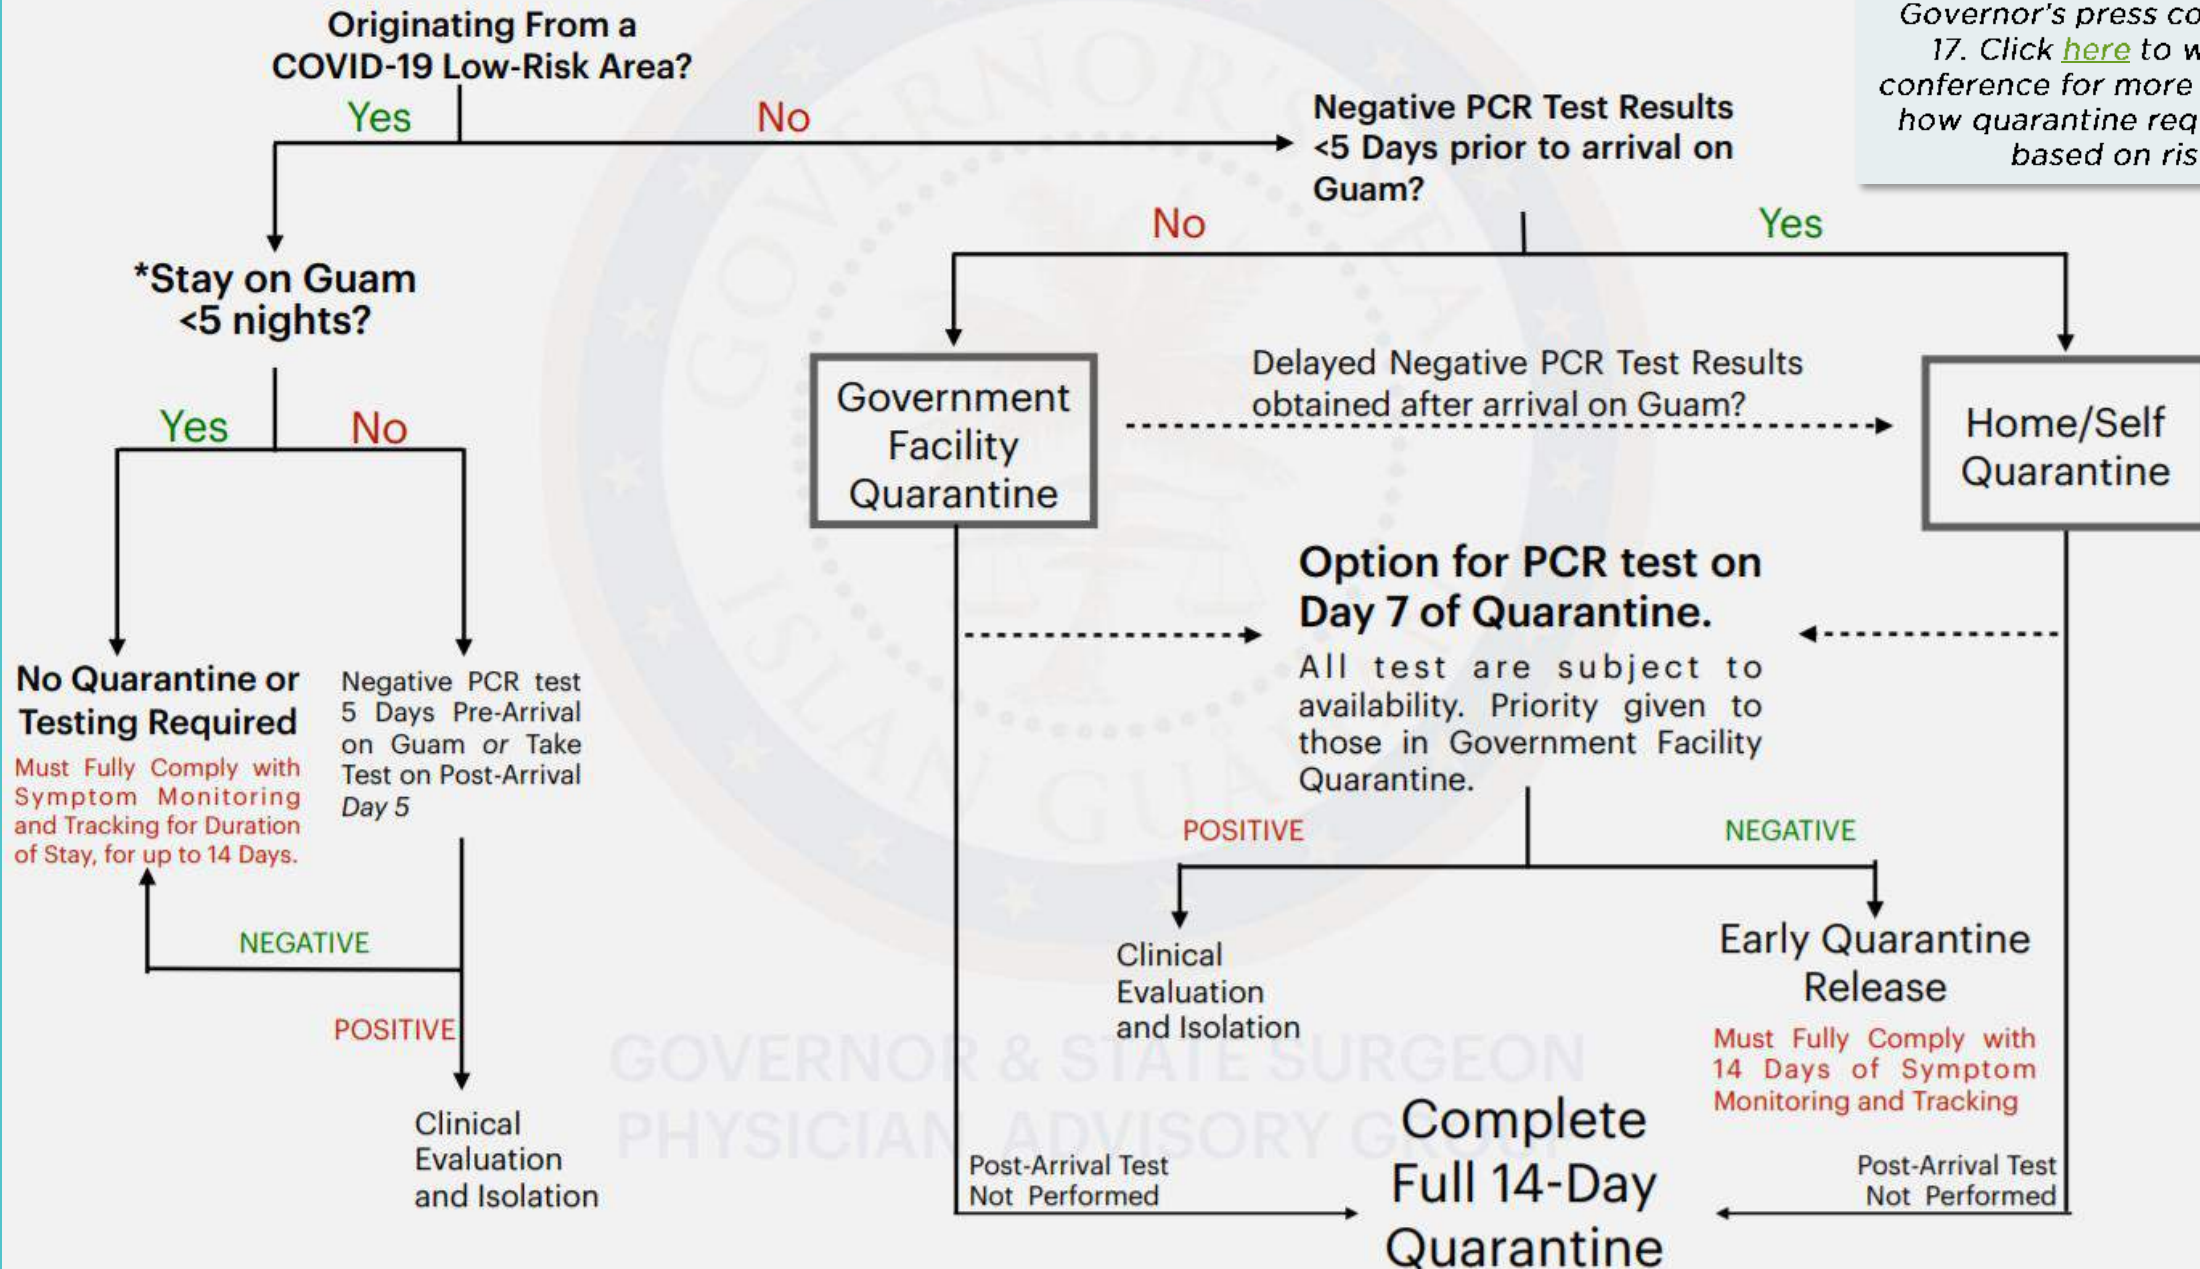 Originating From a
COVID-19 Low-Risk Area?
Yes
No
Governor's press co
17. Click here to w
conference for more
how quarantine req
based on ris
Negative PCR Test Results
<5 Days prior to arrival on
Guam?
No
Yes
*Stay on Guam
<5 nights?
Yes
No
Government
Facility
Quarantine
Delayed Negative PCR Test Results
obtained after arrival on Guam?
Home/Self
Quarantine
Option for PCR test on
Day 7 of Quarantine.
All test are subject to
availability. Priority given to
those in Government Facility
Quarantine.
No Quarantine or
Testing Required
Must Fully Comply with
Symptom Monitoring
and Tracking for Duration
of Stay, for up to 14 Days.
Negative PCR test
5 Days Pre-Arrival
on Guam or Take
Test on Post-Arrival
Day 5
NEGATIVE
POSITIVE
Clinical
Evaluation
and Isolation
POSITIVE
NEGATIVE
Clinical
Evaluation
and Isolation
Early Quarantine
Release
Must Fully Comply with
14 Days of Symptom
Monitoring and Tracking
GOVERNOR & STATE SURGEON
PHYSICIAN ADVISORY GROUP
Post-Arrival Test
Not Performed
Complete
Full 14-Day
Quarantine
Post-Arrival Test
Not Performed